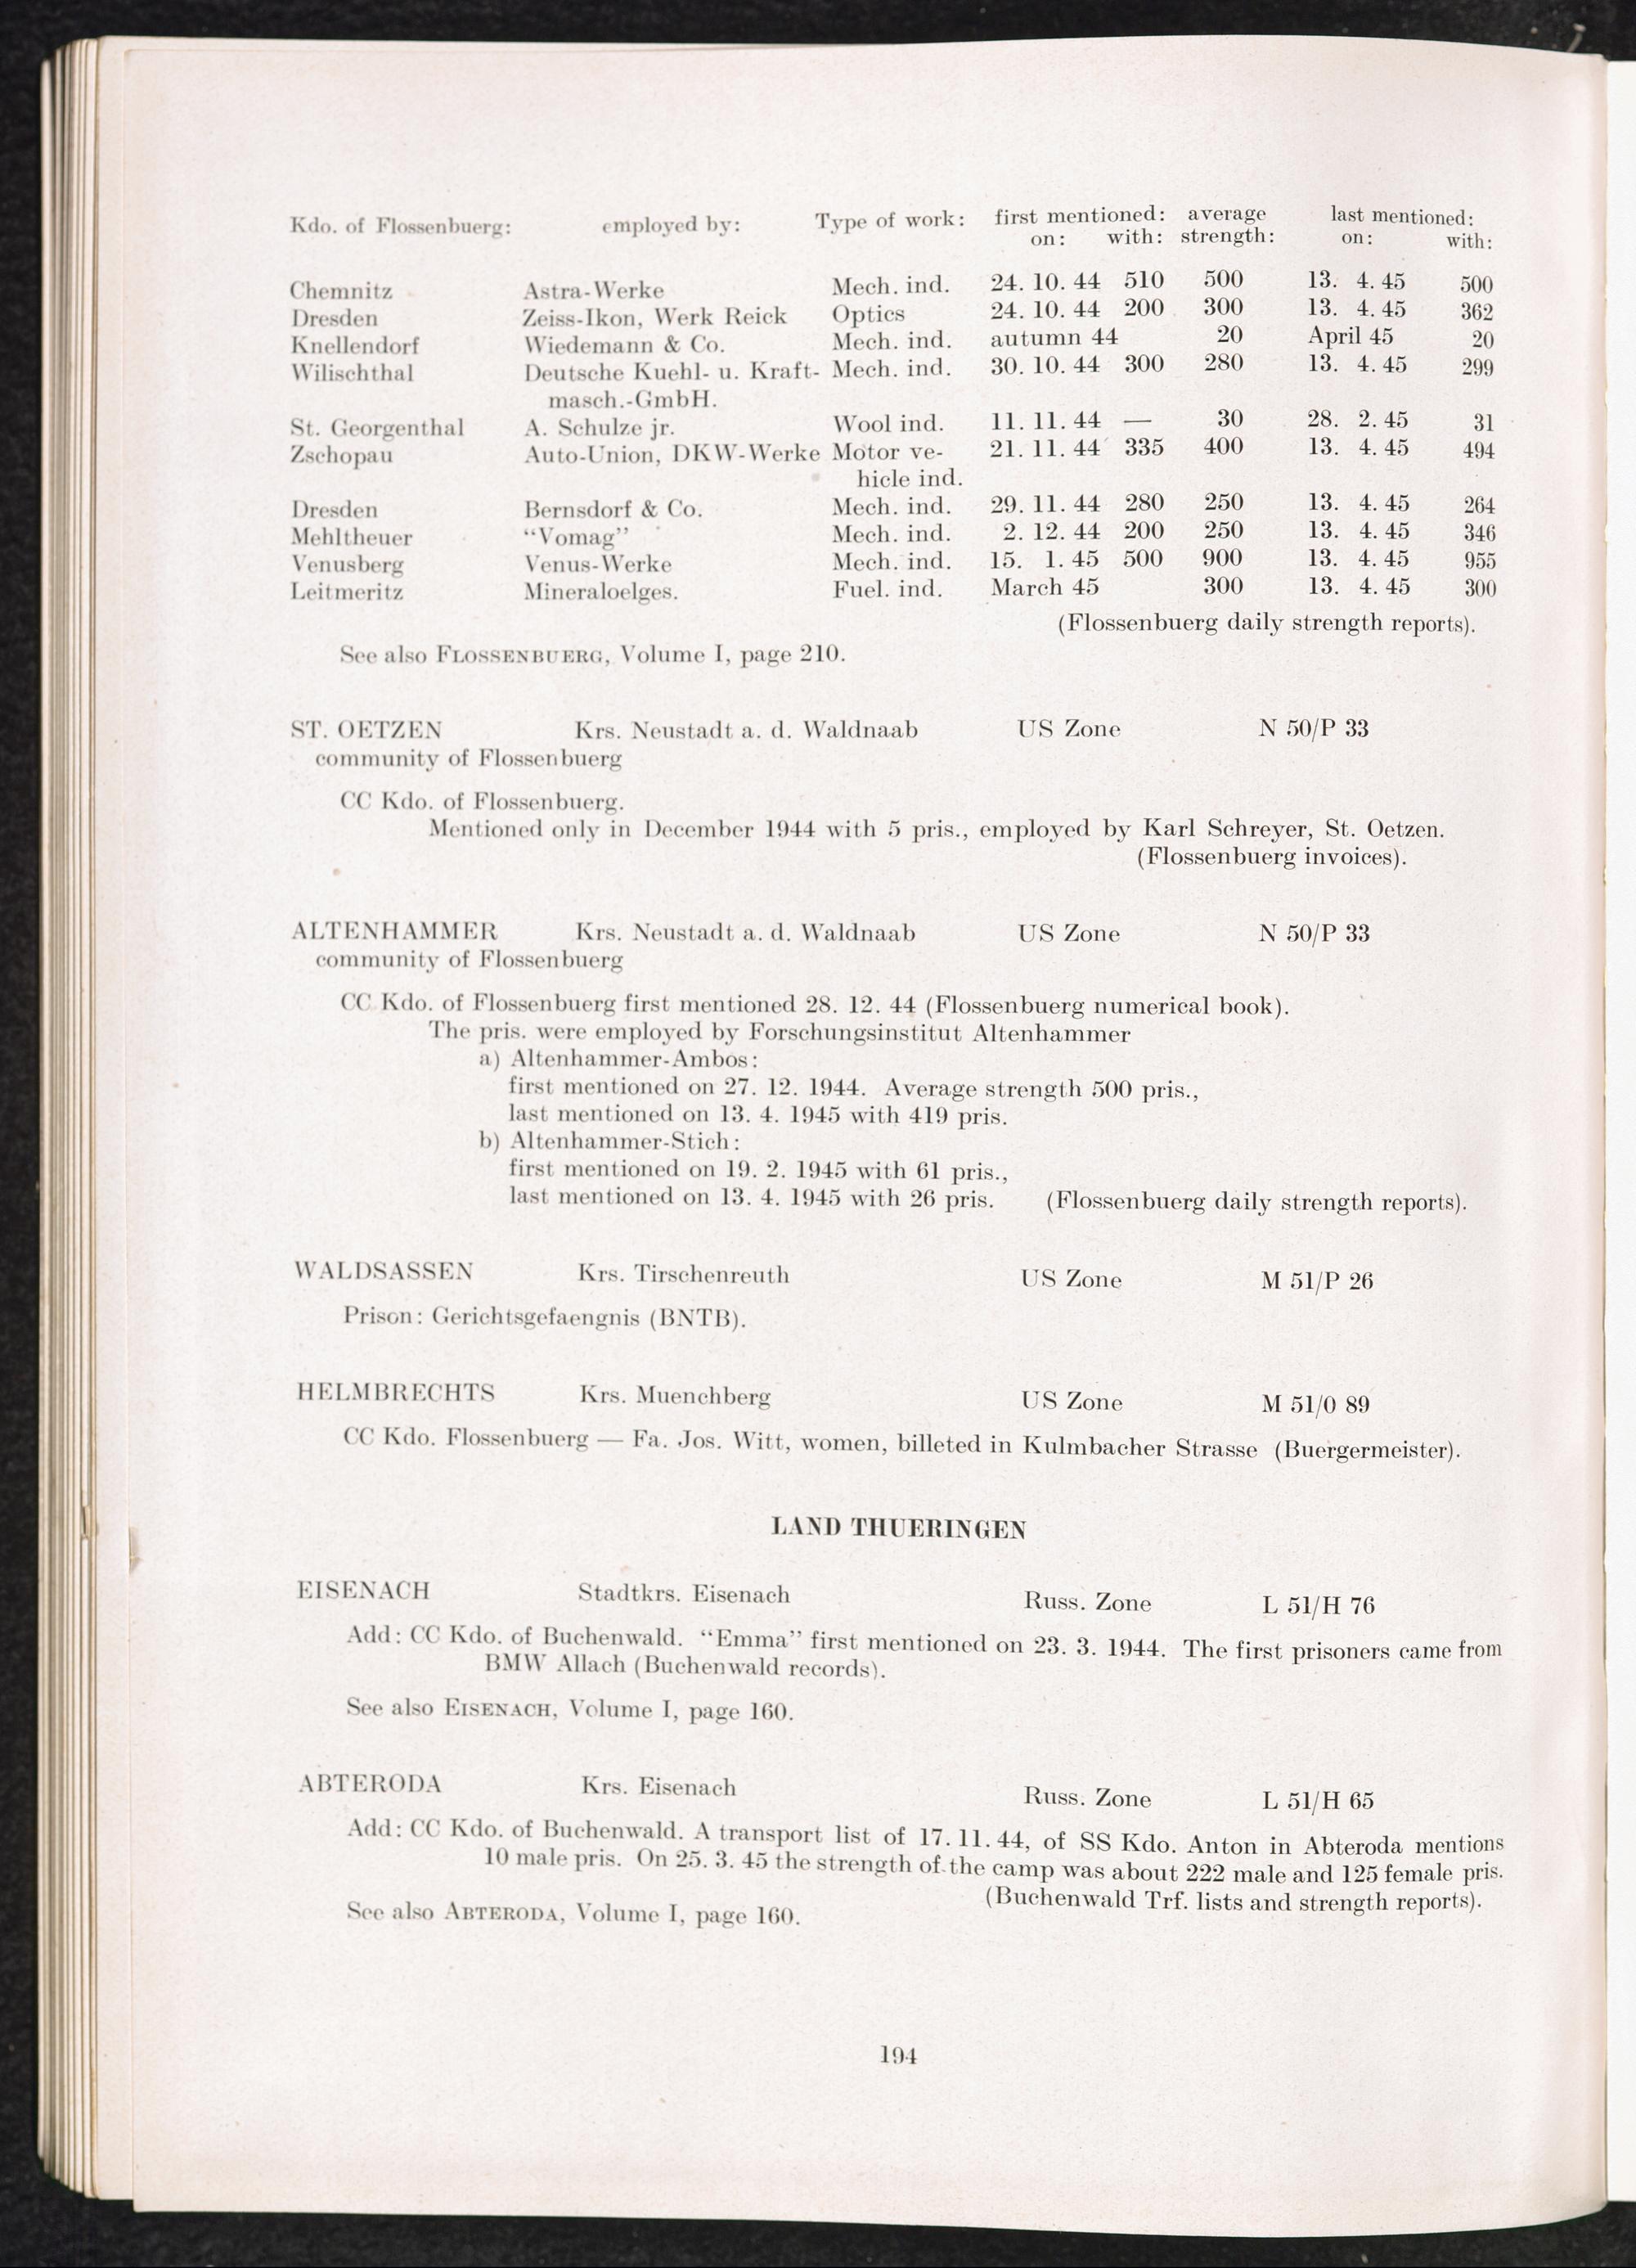 Kdo. of Flossenbuerg: employed by: Type of work: first mentioned: average last mentioned:
on: with: strength: on: with:
Chemnitz Astra-Werke Mech. ind. 24. 10. 44 510 500 13. 4. 45 500
Dresden Zeiss-Ikon, Werk Reick Optics 24. 10. 44 200 300 13. 4. 45 362
Knellendorf Wiedemann & Co. Mech. ind. autumn 44 20 April 45 20
Wilischthal Deutsche Kuehl- u. Kraft- Mech. ind. 30. 10. 44 300 280 13. 4. 45 299
masch.-GmbH.
St. Georgenthal A. Schulze jr. Wool ind. 11. 11. 44 — 30 28. 2. 45 31
Zschopau Auto-Union, DKW-Werke Motor ve- 21. 11. 44 335 400 13. 4. 45 494
hicle ind.
Dresden Bernsdorf & Co. Mech. ind. 29. 11. 44 280 250 13. 4. 45 264
Mehltheuer “Vomag” Mech. ind. 2. 12. 44 200 250 13. 4. 45 346
Venusberg Venus-Werke Mech. ind. 15. 1. 45 500 900 13. 4. 45 955
Leitmeritz Mineraloelges. Fuel. ind. March 45 300 13. 4. 45 300
(Flossenbuerg daily strength reports).
See also FLOSSENBUERG, Volume I, page 210.
ST. OETZEN Krs. Neustadt a. d. Waldnaab US Zone N 50/P 33
community of Flossenbuerg
CC Kdo. of Flossenbuerg.
Mentioned only in December 1944 with 5 pris., employed by Karl Schreyer, St. Oetzen.
(Flossenbuerg invoices).
ALTENHAMMER Krs. Neustadt a. d. Waldnaab US Zone N 50/P 33
community of Flossenbuerg
CC Kdo. of Flossenbuerg first mentioned 28. 12. 44 (Flossenbuerg numerical book).
The pris. were employed by Forschungsinstitut Altenhammer
a) Altenhammer-Ambos:
first mentioned on 27. 12. 1944. Average strength 500 pris.,
last mentioned on 13. 4. 1945 with 419 pris.
b) Altenhammer-Stich:
first mentioned on 19. 2. 1945 with 61 pris.,
last mentioned on 13. 4. 1945 with 26 pris. (Flossenbuerg daily strength reports).
WALDSASSEN Krs. Tirschenreuth US Zone M 51/P 26
Prison: Gerichtsgefaengnis (BNTB).
HELMBRECHTS Krs. Muenchberg US Zone M 51/0 89
CC Kdo. Flossenbuerg — Fa. Jos. Witt, women, billeted in Kulmbacher Strasse (Buergermeister).
LAND THUERINGEN
EISENACH Stadtkrs. Eisenach Russ. Zone L 51/H 76
Add: CC Kdo. of Buchenwald. “Emma” first mentioned on 23. 3. 1944. The first prisoners came from
BMW Allach (Buchenwald records).
See also EISENACH, Volume I, page 160.
ABTERODA Krs. Eisenach Russ. Zone L 51/H 65
Add: CC Kdo. of Buchenwald. A transport list of 17. 11. 44, of SS Kdo. Anton in Abteroda mentions
10 male pris. On 25. 3. 45 the strength of the camp was about 222 male and 125 female pris.
(Buchenwald Trf. lists and strength reports).
See also ABTERODA, Volume I, page 160.
194